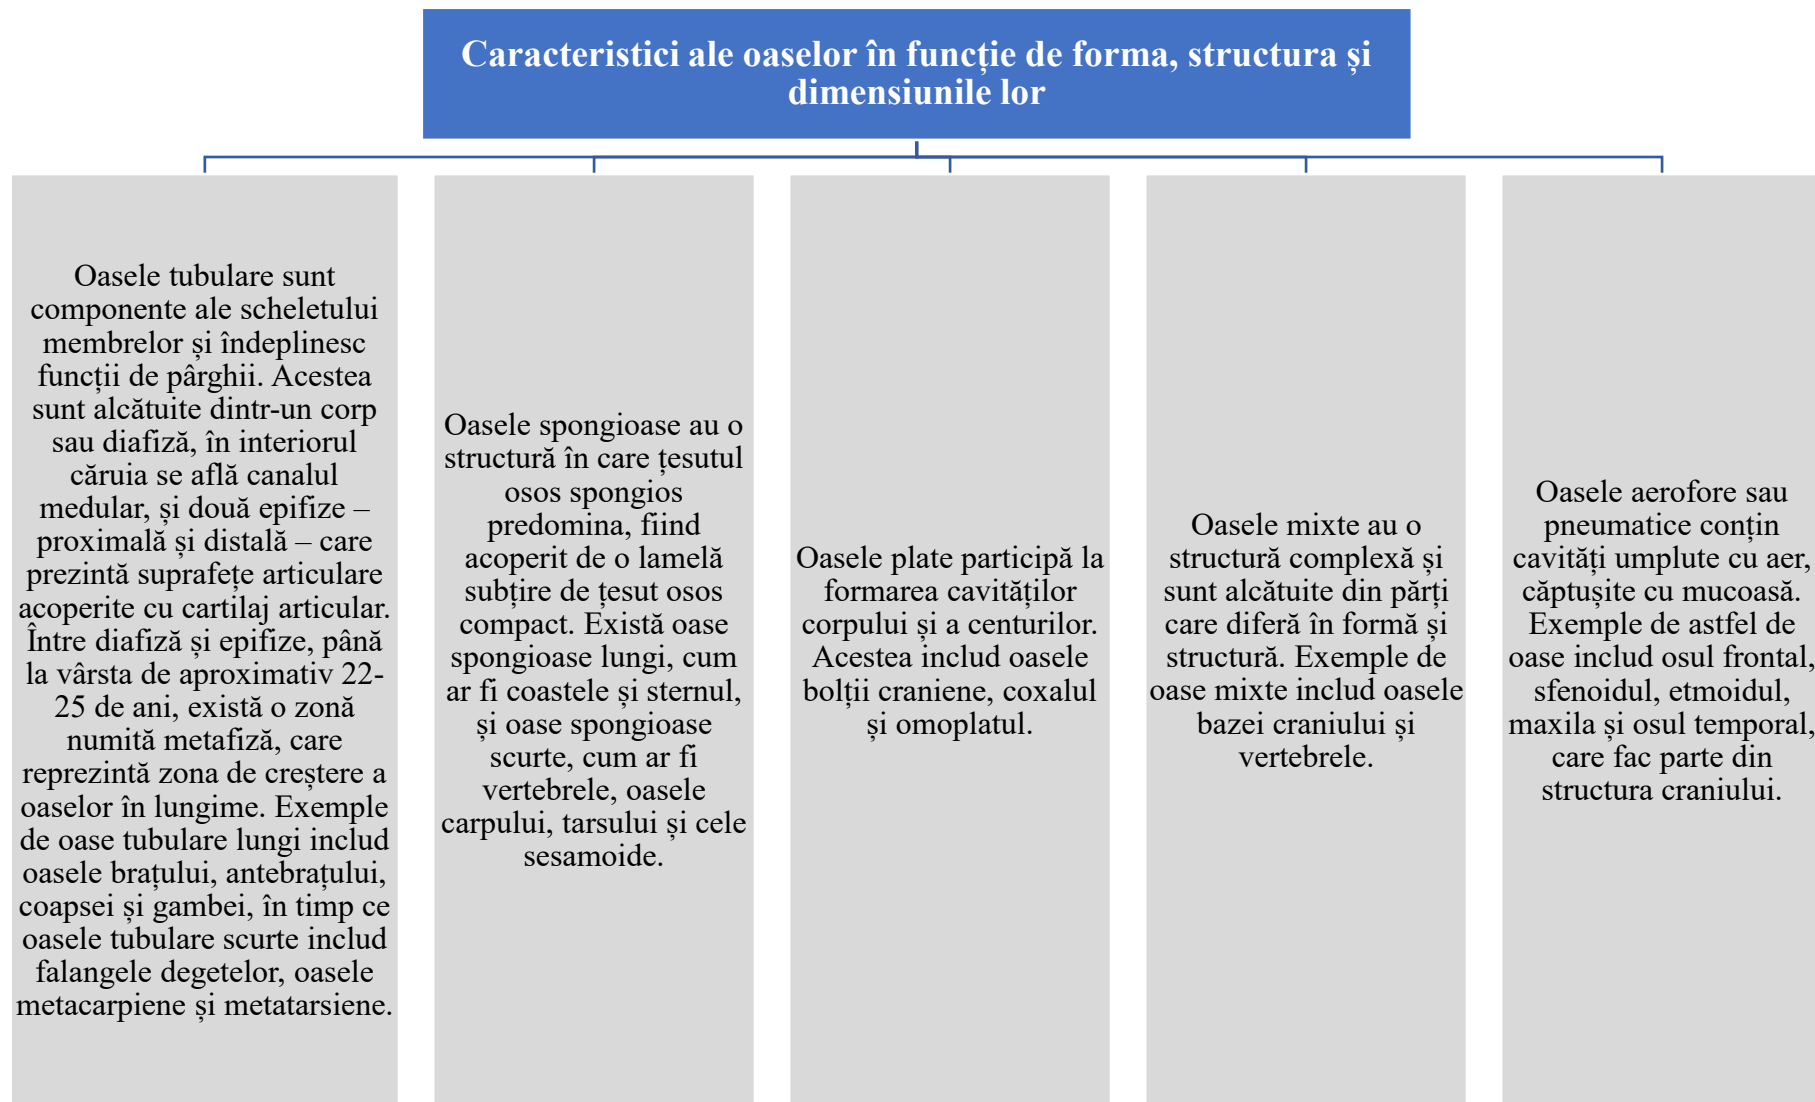 Caracteristici ale oaselor în funcție de forma, structura și
dimensiunile lor
Oasele tubulare sunt
componente ale scheletului
membrelor și îndeplinesc
funcții de pârghii. Acestea
sunt alcătuite dintr-un corp
sau diafiză, în interiorul
căruia se află canalul
medular, și două epifize –
proximală și distală – care
prezintă suprafețe articulare
acoperite cu cartilaj articular.
Între diafiză și epifize, până
la vârsta de aproximativ 22-
25 de ani, există o zonă
numită metafiză, care
reprezintă zona de creștere a
oaselor în lungime. Exemple
de oase tubulare lungi includ
oasele brațului, antebrațului,
coapsei și gambei, în timp ce
oasele tubulare scurte includ
falangele degetelor, oasele
metacarpiene și metatarsiene.
Oasele spongioase au o
structură în care țesutul
osos spongios
predomina, fiind
acoperit de o lamelă
subțire de țesut osos
compact. Există oase
spongioase lungi, cum
ar fi coastele și sternul,
și oase spongioase
scurte, cum ar fi
vertebrele, oasele
carpului, tarsului și cele
sesamoide.
Oasele plate participă la
formarea cavităților
corpului și a centurilor.
Acestea includ oasele
bolții craniene, coxalul
și omoplatul.
Oasele mixte au o
structură complexă și
sunt alcătuite din părți
care diferă în formă și
structură. Exemple de
oase mixte includ oasele
bazei craniului și
vertebrele.
Oasele aerofore sau
pneumatice conțin
cavități umplute cu aer,
căptușite cu mucoasă.
Exemple de astfel de
oase includ osul frontal,
sfenoidul, etmoidul,
maxila și osul temporal,
care fac parte din
structura craniului.